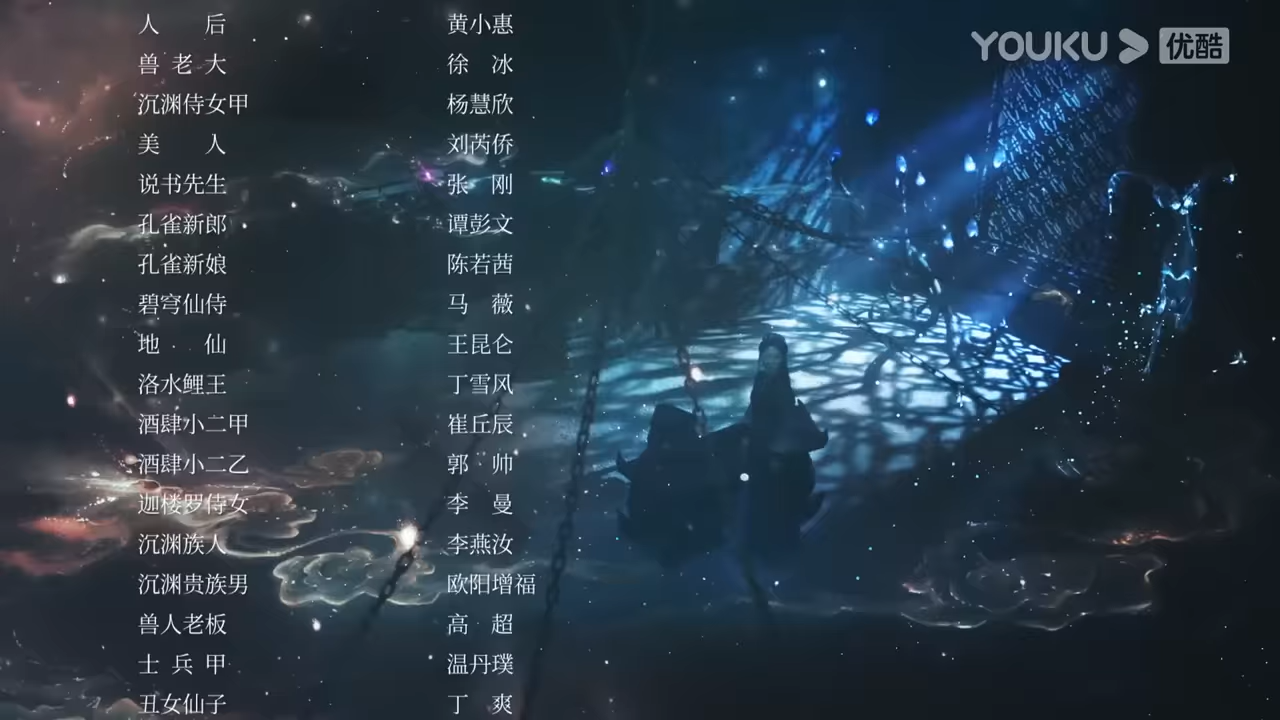 YOUKU 优酷
人后 黄小惠
兽老大 徐冰
沉渊侍女甲 杨慧欣
美人 刘芮侨
说书先生 张刚
孔雀新郎 谭彭文
孔雀新娘 陈若茜
碧穹仙侍 马薇
地仙 王昆仑
洛水鲤王 丁雪风
酒肆小二甲 崔丘辰
酒肆小二乙 郭帅
迦楼罗侍女 李曼
沉渊族人 李燕汝
沉渊贵族男 欧阳增福
兽人老板 高超
士兵甲 温丹璞
丑女仙子 丁爽